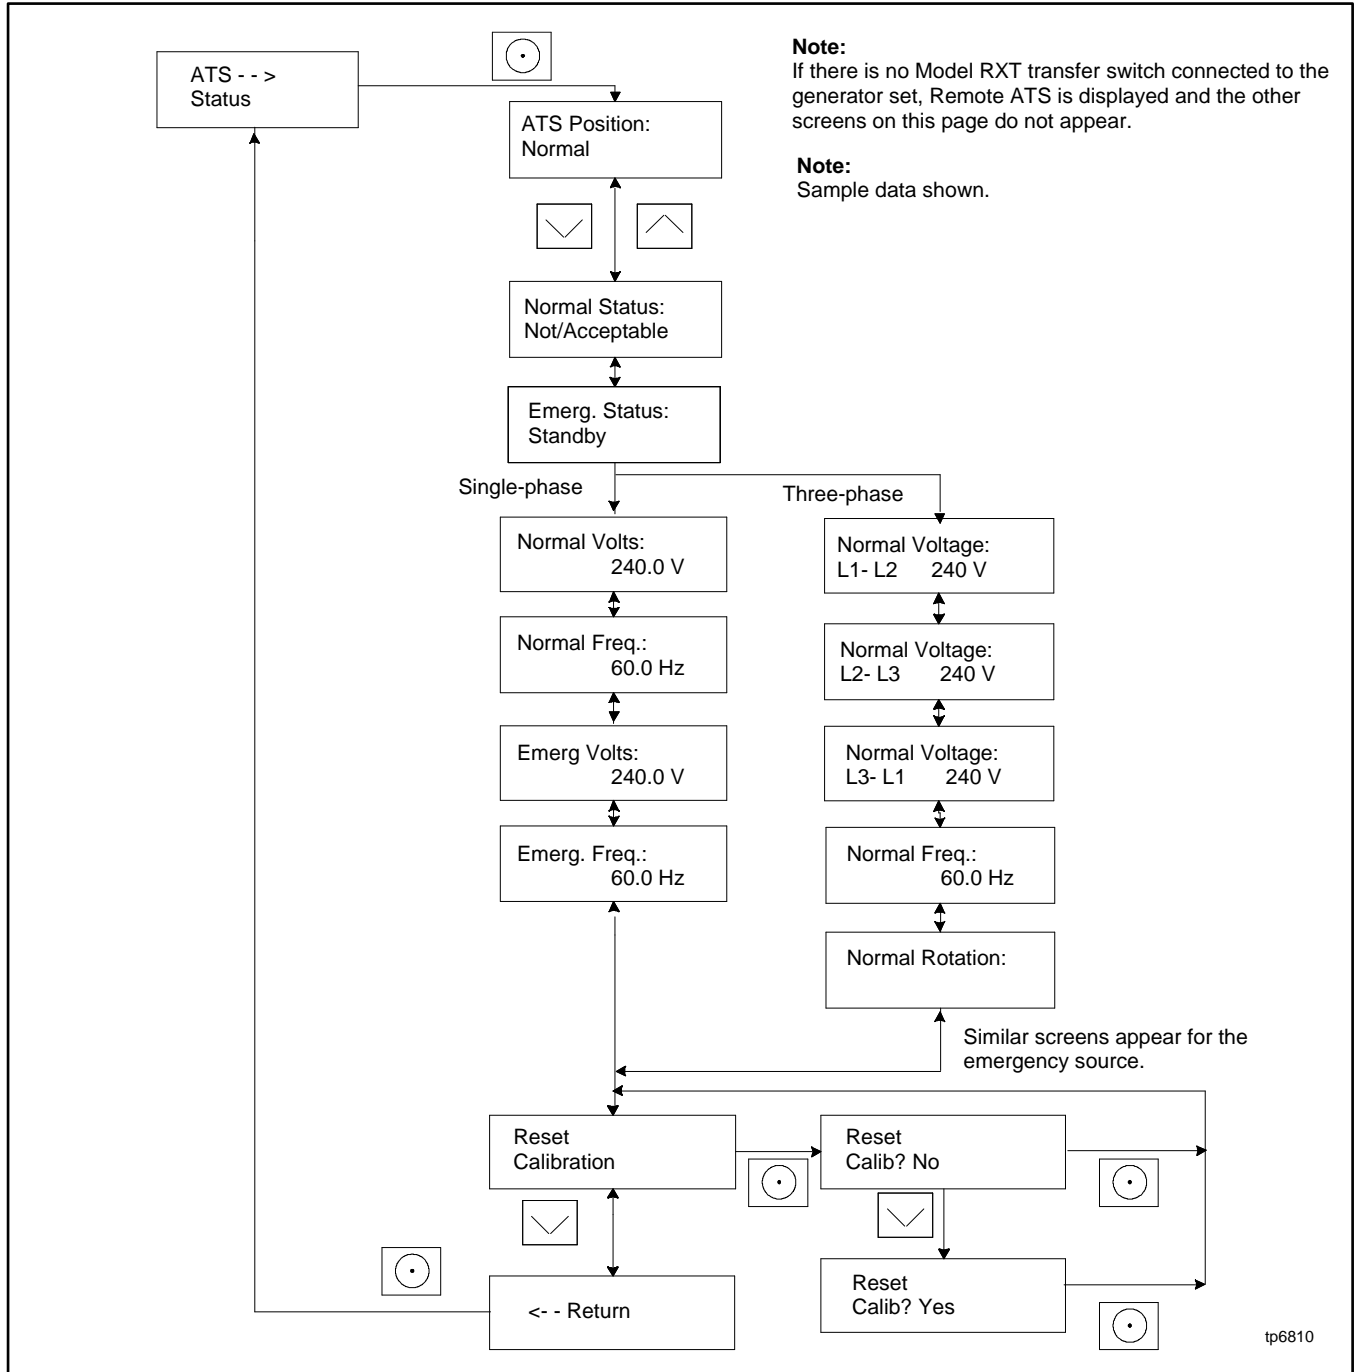 ATS - - >
Status
Note:
If there is no Model RXT transfer switch connected to the
generator set, Remote ATS is displayed and the other
screens on this page do not appear.
Note:
Sample data shown.
ATS Position:
Normal
Normal Status:
Not/Acceptable
Emerg. Status:
Standby
Single-phase
Three-phase
Normal Volts:
240.0 V
Normal Freq.:
60.0 Hz
Emerg Volts:
240.0 V
Emerg. Freq.:
60.0 Hz
Normal Voltage:
L1- L2 240 V
Normal Voltage:
L2- L3 240 V
Normal Voltage:
L3- L1 240 V
Normal Freq.:
60.0 Hz
Normal Rotation:
Similar screens appear for the
emergency source.
Reset
Calibration
Reset
Calib? No
Reset
Calib? Yes
<- - Return
tp6810